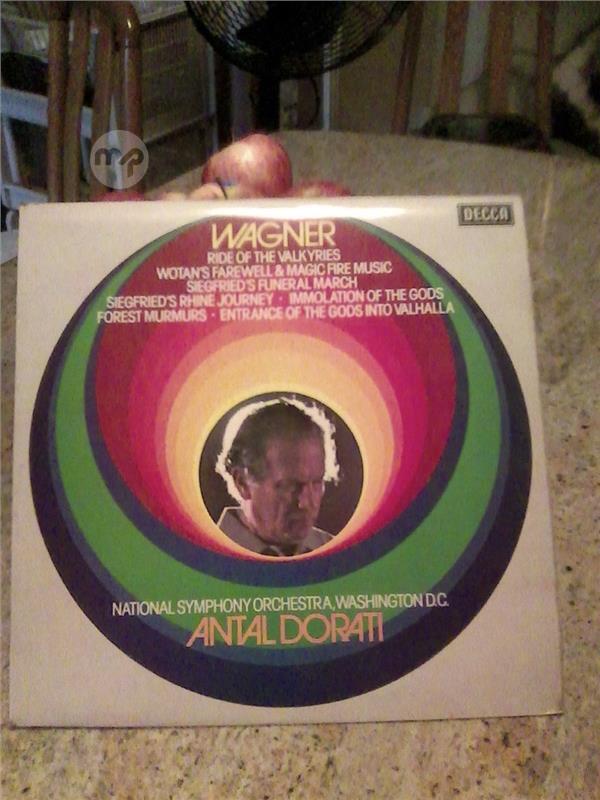 mp
DECCA
WAGNER
RIDE OF THE VALKYRIES
WOTAN'S FAREWELL & MAGIC FIRE MUSIC
SIEGFRIED'S FUNERAL MARCH
SIEGFRIED'S RHINE JOURNEY · IMMOLATION OF THE GODS
FOREST MURMURS · ENTRANCE OF THE GODS INTO VALHALLA
NATIONAL SYMPHONY ORCHESTRA, WASHINGTON D.C.
ANTAL DORATI